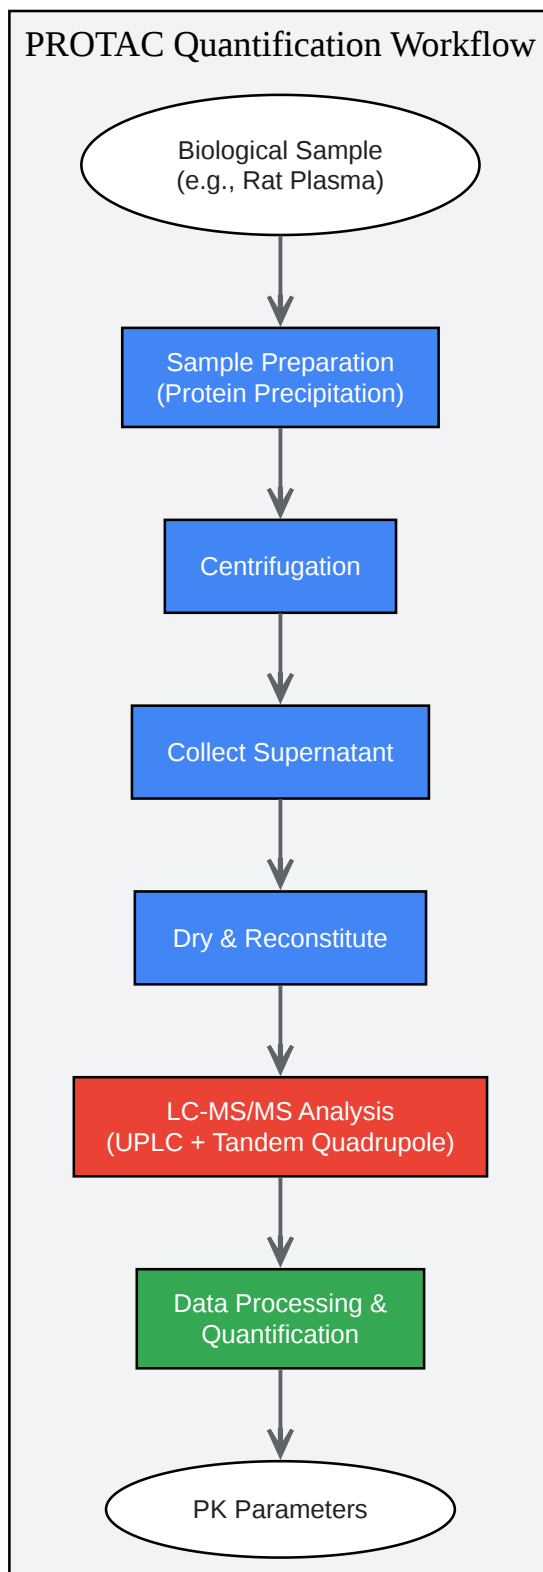 PROTAC Quantification Workflow
Biological Sample
(e.g., Rat Plasma)
Sample Preparation
(Protein Precipitation)
Centrifugation
Collect Supernatant
Dry & Reconstitute
LC-MS/MS Analysis
(UPLC + Tandem Quadrupole)
Data Processing &
Quantification
PK Parameters